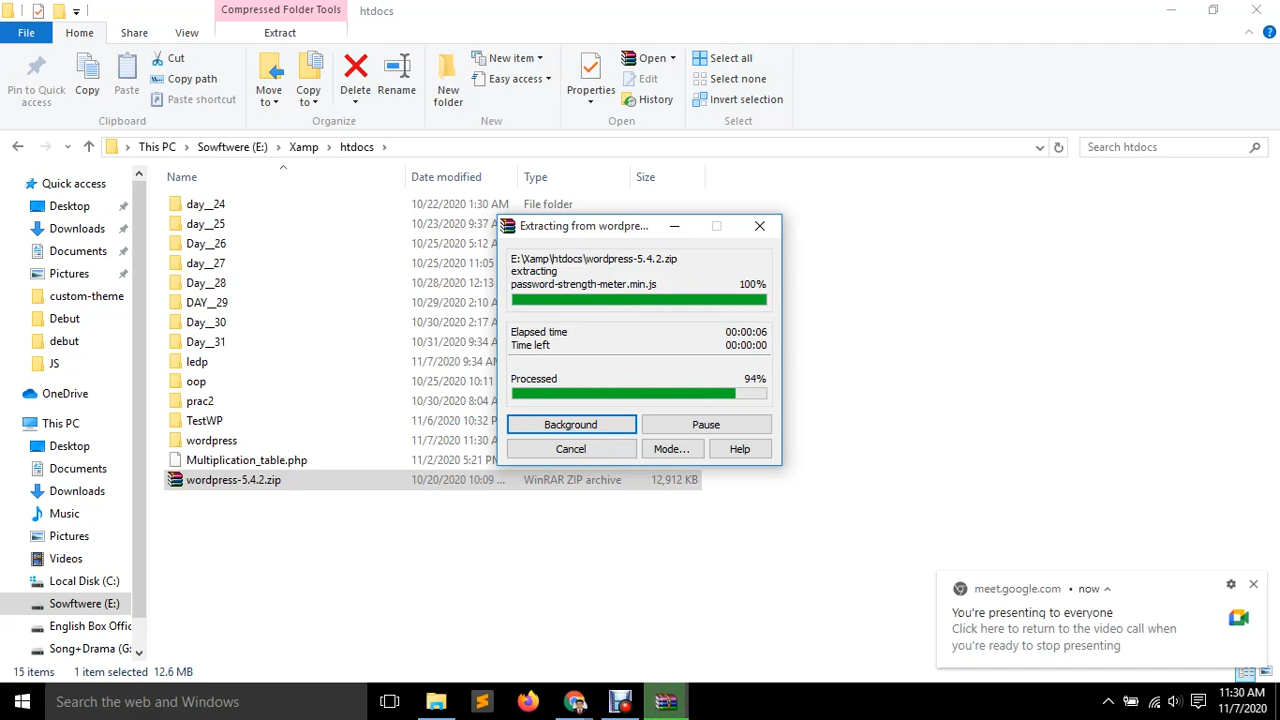 Compressed Folder Tools
htdocs
File
Home
Share
View
Extract
Pin to Quick access
Copy
Paste
Cut
Copy path
Paste shortcut
Clipboard
Move to
Copy to
Delete
Rename
Organize
New folder
New item
Easy access
New
Properties
Open
Edit
History
Open
Select all
Select none
Invert selection
Select
This PC
Sowftwere (E:)
Xamp
htdocs
Search htdocs
Quick access
Desktop
Downloads
Documents
Pictures
custom-theme
Debut
debut
JS
OneDrive
This PC
Desktop
Documents
Downloads
Music
Pictures
Videos
Local Disk (C:)
Sowftwere (E:)
English Box Offic
Song+Drama (G:
Name Date modified Type Size
day__24 10/22/2020 1:30 AM File folder
day__25 10/23/2020 9:37 A
Day__26 10/25/2020 5:12 A
day__27 10/25/2020 11:05
Day__28 10/28/2020 12:13
DAY__29 10/29/2020 2:10 A
Day__30 10/30/2020 2:17 A
Day__31 10/31/2020 9:34 A
ledp 11/7/2020 9:34 AM
oop 10/25/2020 10:11
prac2 10/30/2020 8:04 A
TestWP 11/6/2020 10:32 P
wordpress 11/7/2020 11:30 A
Multiplication_table.php 11/2/2020 5:21 PM
wordpress-5.4.2.zip 10/20/2020 10:09 ... WinRAR ZIP archive 12,912 KB
Extracting from wordpre...
E:\Xamp\htdocs\wordpress-5.4.2.zip
extracting
password-strength-meter.min.js 100%
Elapsed time 00:00:06
Time left 00:00:00
Processed 94%
Background
Pause
Cancel
Mode...
Help
meet.google.com • now
You're presenting to everyone
Click here to return to the video call when
you're ready to stop presenting
15 items 1 item selected 12.6 MB
Search the web and Windows
11:30 AM
11/7/2020